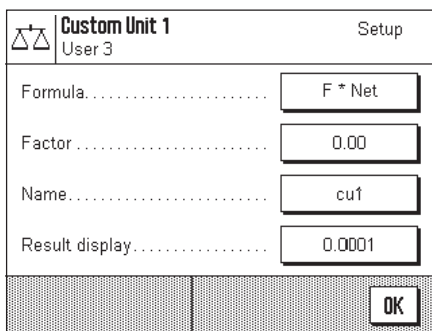 Custom Unit 1 Setup
User 3
Formula....................... F * Net
Factor........................ 0.00
Name......................... cu1
Result display................. 0.0001
OK